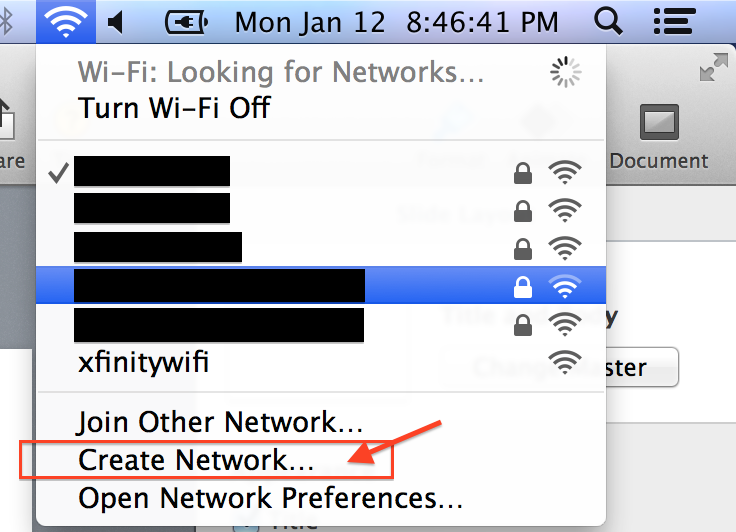 Mon Jan 12 8:46:41 PM
Wi-Fi: Looking for Networks...
Turn Wi-Fi Off
are
Document
xfinitywifi
Join Other Network...
Create Network...
Open Network Preferences...